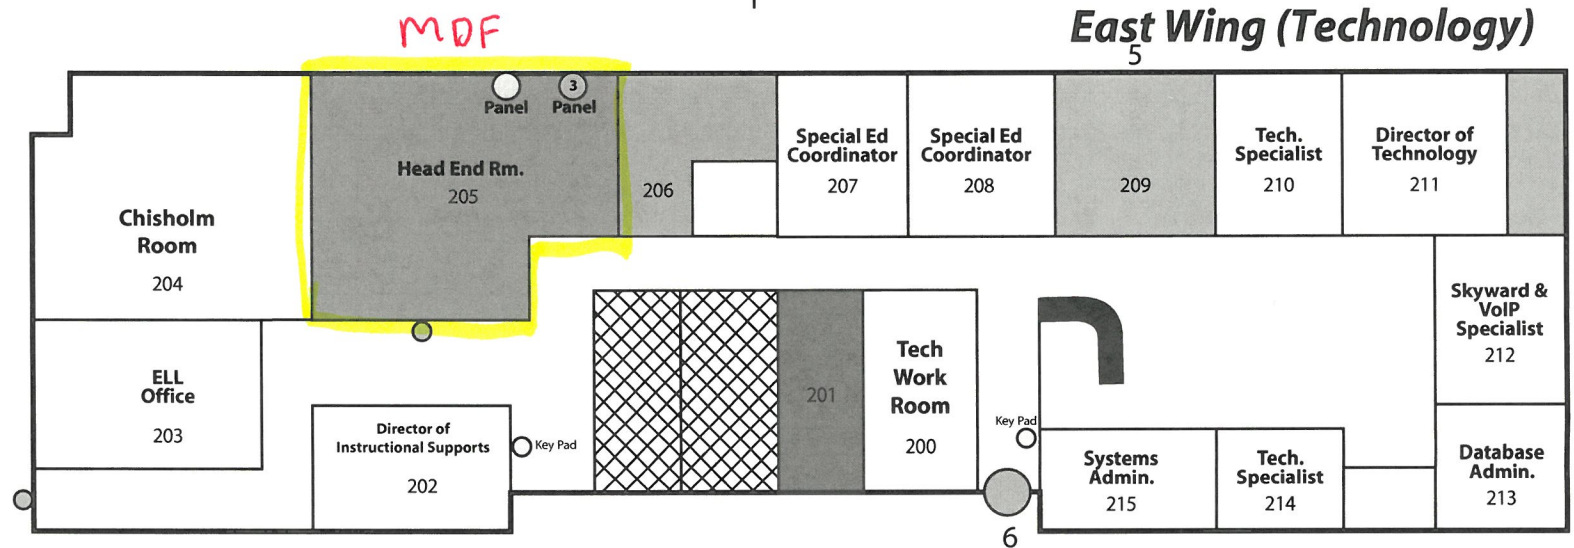 MDF
East Wing (Technology)
5
Panel
3
Panel
Head End Rm.
205
206
Special Ed
Coordinator
207
Special Ed
Coordinator
208
209
Tech.
Specialist
210
Director of
Technology
211
Chisholm
Room
204
Skyward &
VoIP
Specialist
212
ELL
Office
203
Director of
Instructional Supports
202
Key Pad
201
Tech
Work
Room
200
Key Pad
6
Systems
Admin.
215
Tech.
Specialist
214
Database
Admin.
213